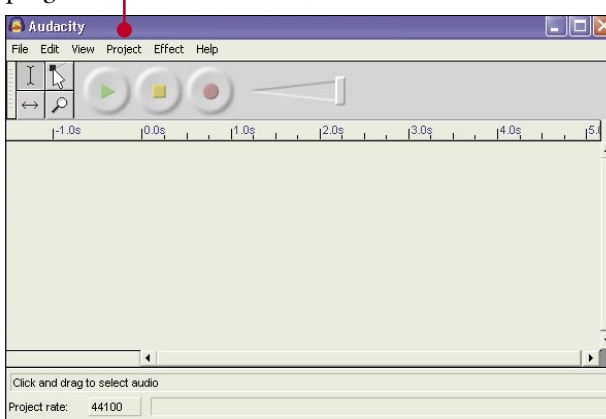 Audacity
File Edit View Project Effect Help
-1.0s 0.0s 1.0s 2.0s 3.0s 4.0s
Click and drag to select audio
Project rate: 44100